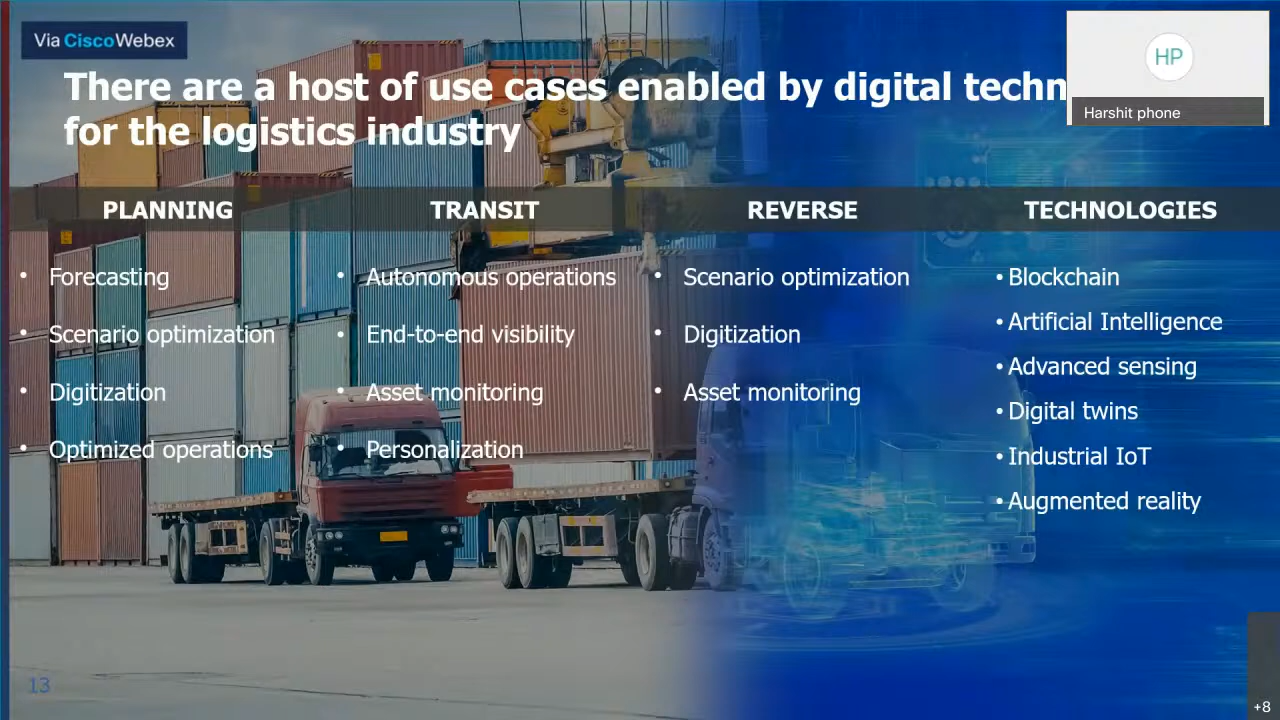 Via CiscoWebex
HP
Harshit phone
There are a host of use cases enabled by digital
for the logistics industry
PLANNING
Forecasting
Scenario optimization
Digitization
Optimized operations
TRANSIT
Autonomous operations
End-to-end visibility
Asset monitoring
Personalization
REVERSE
Scenario optimization
Digitization
Asset monitoring
TECHNOLOGIES
Blockchain
Artificial Intelligence
Advanced sensing
Digital twins
Industrial IoT
Augmented reality
13
+8